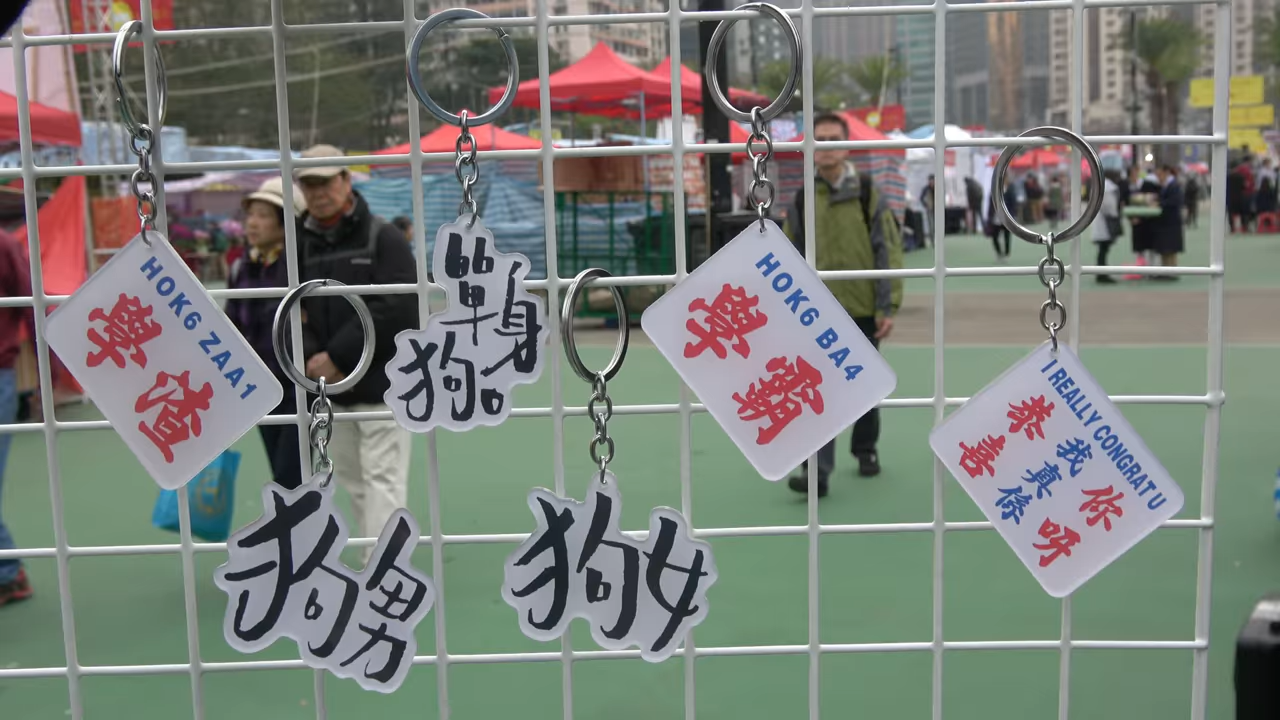 HOK6 ZAA1
學渣
單身
狗
狗男
狗女
HOK6 BA4
學霸
I REALLY CONGRAT U
恭喜
我真係
你呀